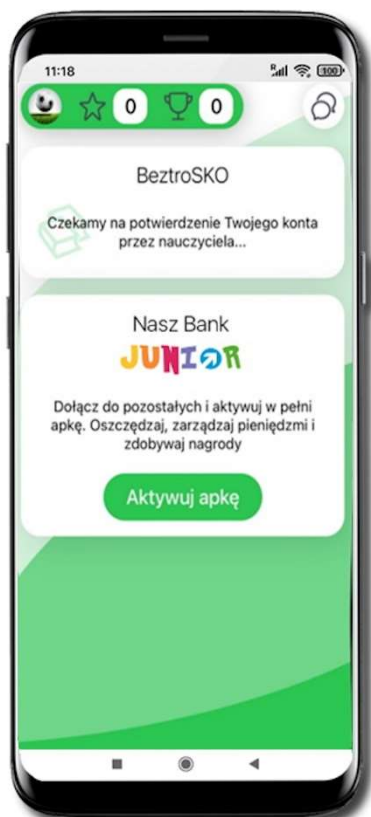 11:18
R
100
0
0
BeztroSKO
Czekamy na potwierdzenie Twojego konta
przez nauczyciela...
Nasz Bank
JUNIOR
Dołącz do pozostałych i aktywuj w pełni
apkę. Oszczędzaj, zarządzaj pieniędzmi i
zdobywaj nagrody
Aktywuj apkę